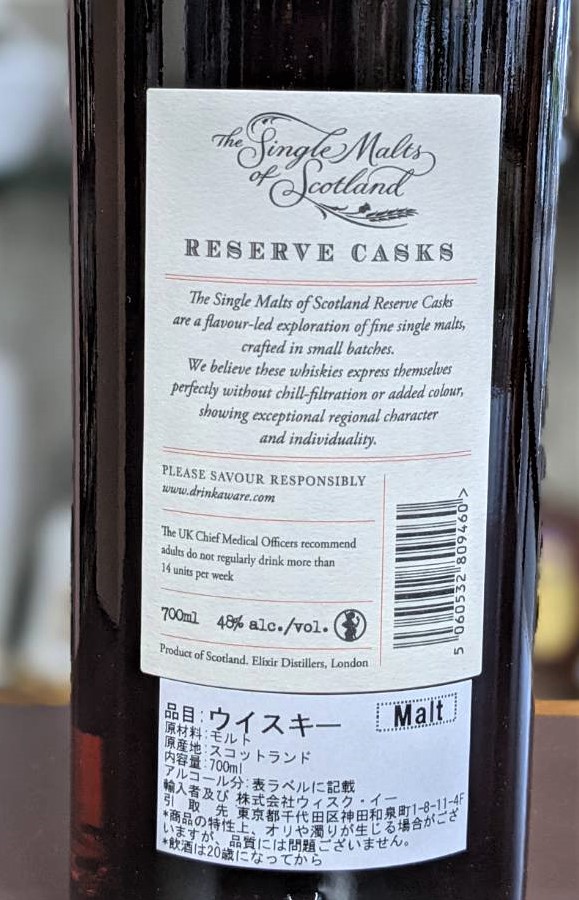 The Single Malts
of Scotland
RESERVE CASKS
The Single Malts of Scotland Reserve Casks
are a flavour-led exploration of fine single malts,
crafted in small batches.
We believe these whiskies express themselves
perfectly without chill-filtration or added colour,
showing exceptional regional character
and individuality.
PLEASE SAVOUR RESPONSIBLY
www.drinkaware.com
The UK Chief Medical Officers recommend
adults do not regularly drink more than
14 units per week
700ml 48% alc./vol.
Product of Scotland. Elixir Distillers, London
5 060532 809460 >
品目:ウイスキー Malt
原材料:モルト
原産地:スコットランド
内容量:700ml
アルコール分:表ラベルに記載
輸入者及び 株式会社ウィスク・イー
引 取 先 東京都千代田区神田和泉町1-8-11-4F
*商品の特性上、オリや濁りが生じる場合がござ
いますが、品質には問題ございません。
*飲酒は20歳になってから